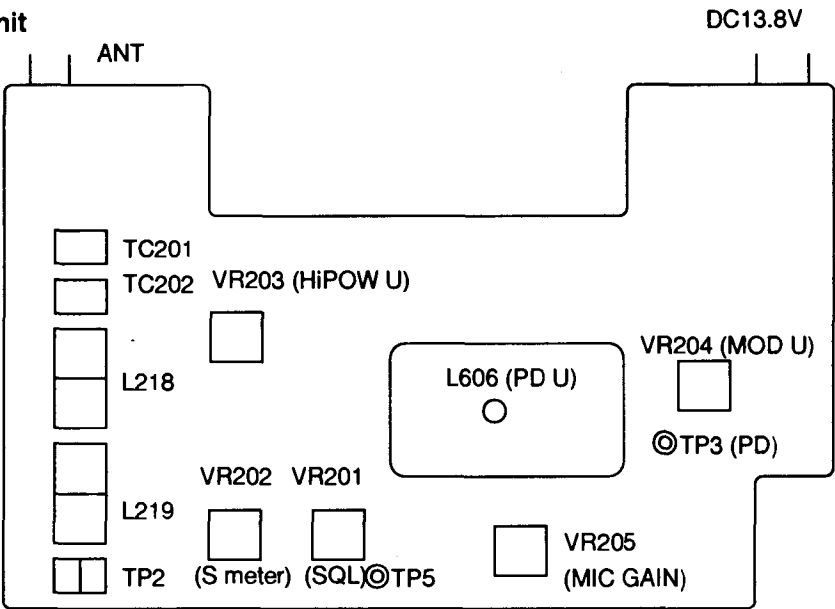 nit
ANT
DC13.8V
TC201
TC202
VR203 (HiPOW U)
L218
L606 (PD U)
VR204 (MOD U)
TP3 (PD)
VR202
VR201
L219
VR205
(MIC GAIN)
TP2
(S meter)
(SQL)
TP5